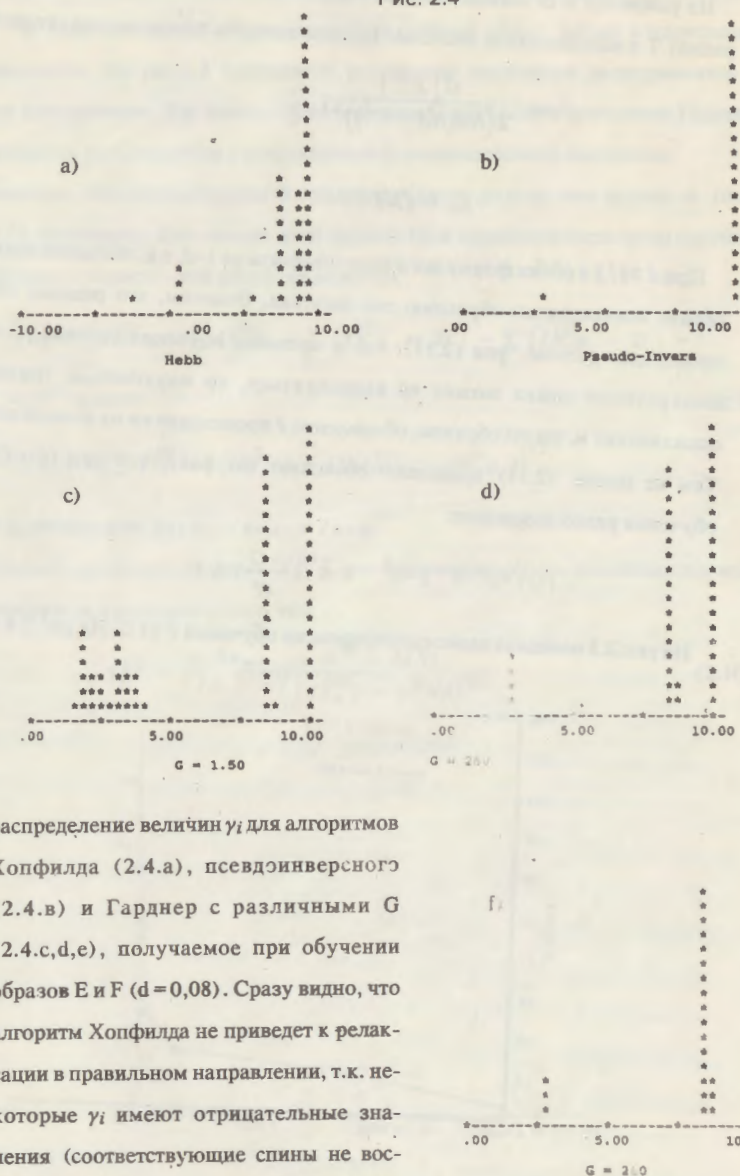 Рис. 2.4
a)
b)
-10.00 .00 10.00
.00 5.00 10.00
Hebb
Pseudo-Invers
c)
d)
.00 5.00 10.00
.00 5.00 10.00
G = 1.50
G =
аспределение величин γi для алгоритмов
Хопфилда (2.4.а), псевдоинверсного
2.4.в) и Гарднер с различными G
2.4.c,d,e), получаемое при обучении
образов E и F (d = 0,08). Сразу видно, что
алгоритм Хопфилда не приведет к релак-
сации в правильном направлении, т.к. не-
которые γi имеют отрицательные зна-
чения (соответствующие спины не вос-
f)
.00 5.00 10
G =